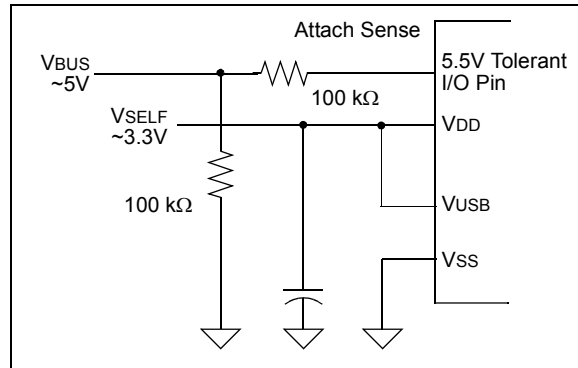 Attach Sense
VBUS
~5V
5.5V Tolerant
I/O Pin
100 kΩ
VSELF
~3.3V
VDD
100 kΩ
VUSB
VSS